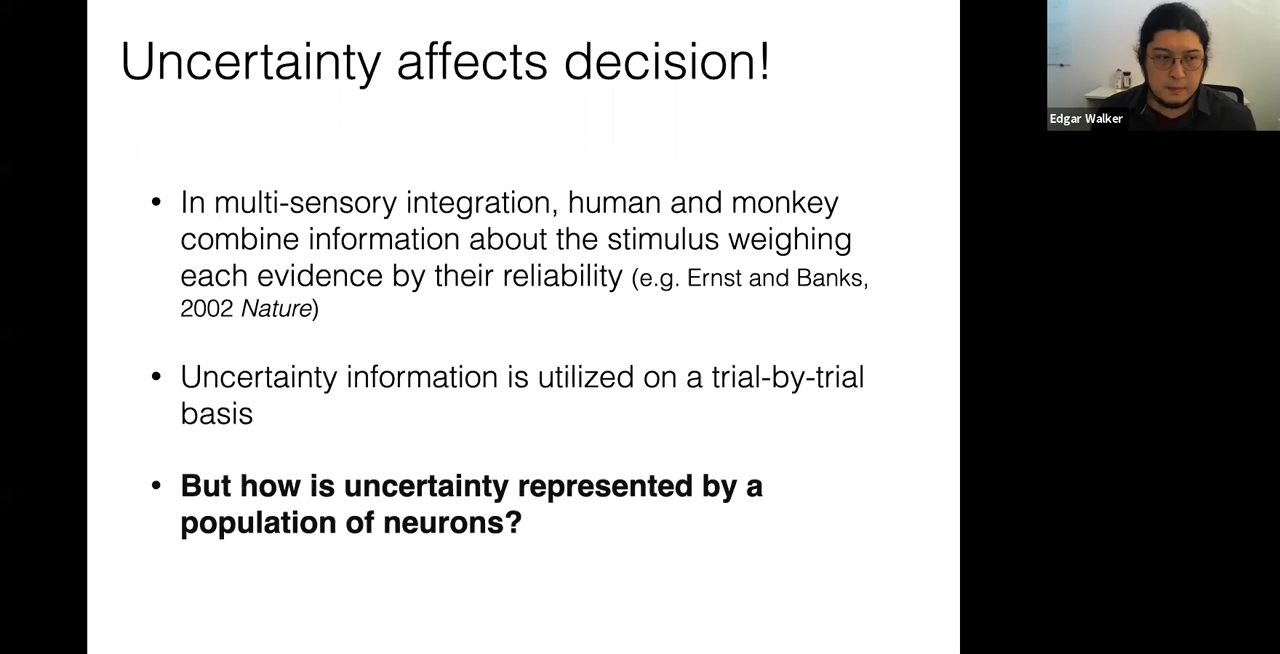 Uncertainty affects decision!
Edgar Walker
• In multi-sensory integration, human and monkey
combine information about the stimulus weighing
each evidence by their reliability (e.g. Ernst and Banks,
2002 Nature)
• Uncertainty information is utilized on a trial-by-trial
basis
• But how is uncertainty represented by a
population of neurons?